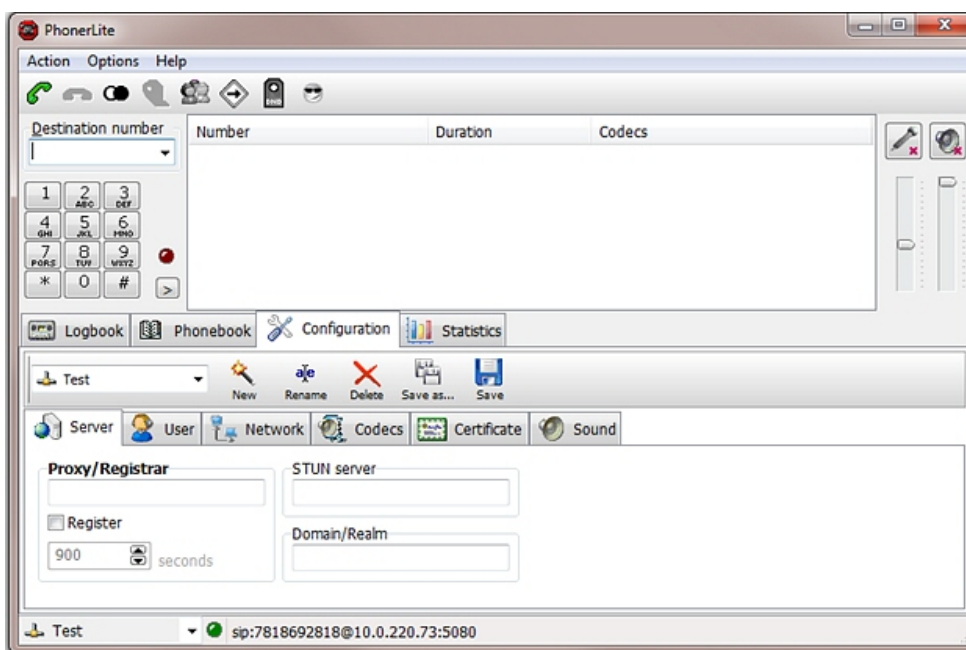 PhonerLite
Action Options Help
DND
Destination number
Number Duration Codecs
1 2 ABC 3 DEF
4 GHI 5 JKL 6 MNO
7 PQRS 8 TUV 9 WXYZ
* 0 # >
Logbook Phonebook Configuration Statistics
Test
New Rename Delete Save as... Save
Server User Network Codecs Certificate Sound
Proxy/Registrar STUN server
Register
Domain/Realm
900 seconds
Test sip:7818692818@10.0.220.73:5080